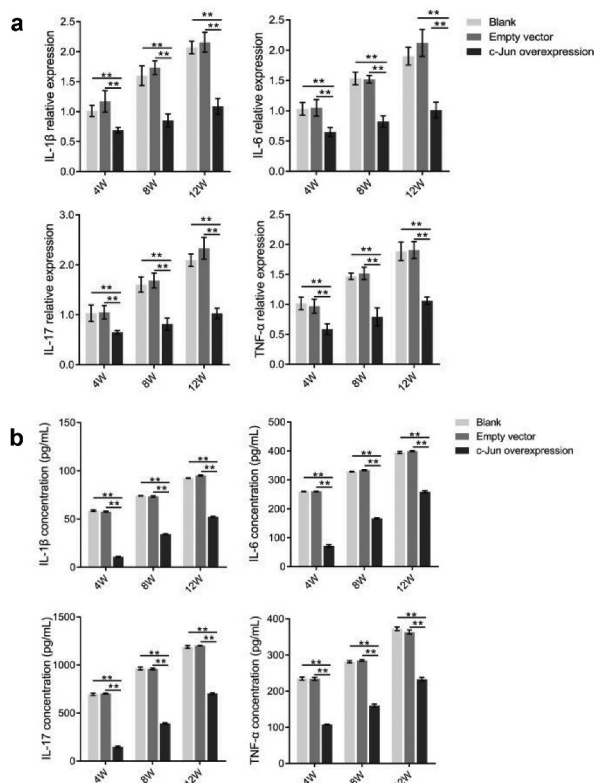 a
Blank
Empty vector
c-Jun overexpression
IL-1β relative expression
2.5
2.0
1.5
1.0
0.5
0.0
** ** ** ** ** **
4W 8W 12W
IL-6 relative expression
2.5
2.0
1.5
1.0
0.5
0.0
** ** ** ** ** **
4W 8W 12W
IL-17 relative expression
3.0
2.0
1.0
0.0
** ** ** ** ** **
4W 8W 12W
TNF-α relative expression
2.5
2.0
1.5
1.0
0.5
0.0
** ** ** ** ** **
4W 8W 12W
b
Blank
Empty vector
c-Jun overexpression
IL-1β concentration (pg/mL)
150
100
50
0
** ** ** ** ** **
4W 8W 12W
IL-6 concentration (pg/mL)
500
400
300
200
100
0
** ** ** ** ** **
4W 8W 12W
IL-17 concentration (pg/mL)
1500
1000
500
0
** ** ** ** ** **
4W 8W 12W
TNF-α concentration (pg/mL)
400
300
200
100
0
** ** ** ** ** **
4W 8W 12W